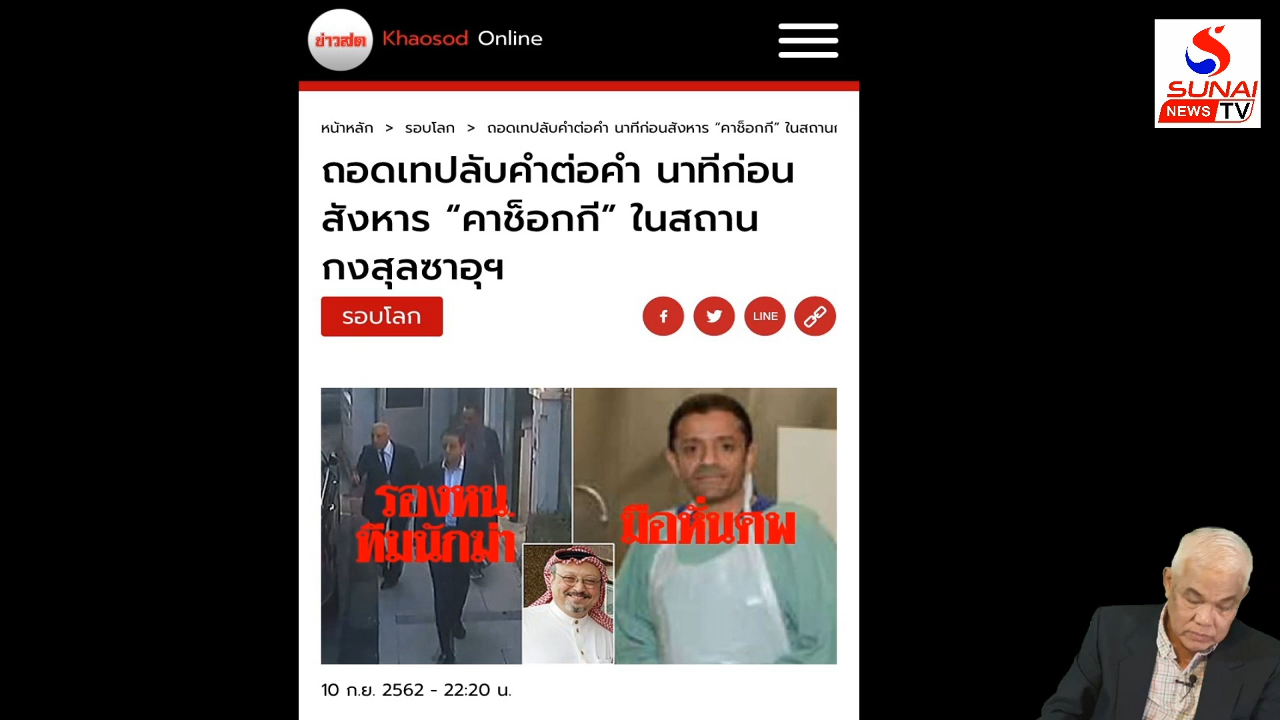 ข่าวสด
Khaosod Online
SUNAI
NEWS TV
หน้าหลัก > รอบโลก > ถอดเทปลับคำต่อคำ นาทีก่อนสังหาร “คาช็อกกี” ในสถานก
ถอดเทปลับคำต่อคำ นาทีก่อน
สังหาร “คาช็อกกี” ในสถาน
กงสุลซาอุฯ
รอบโลก
LINE
รองหน.
ทีมนักฆ่า
มือหั่นศพ
10 ก.ย. 2562 - 22:20 น.